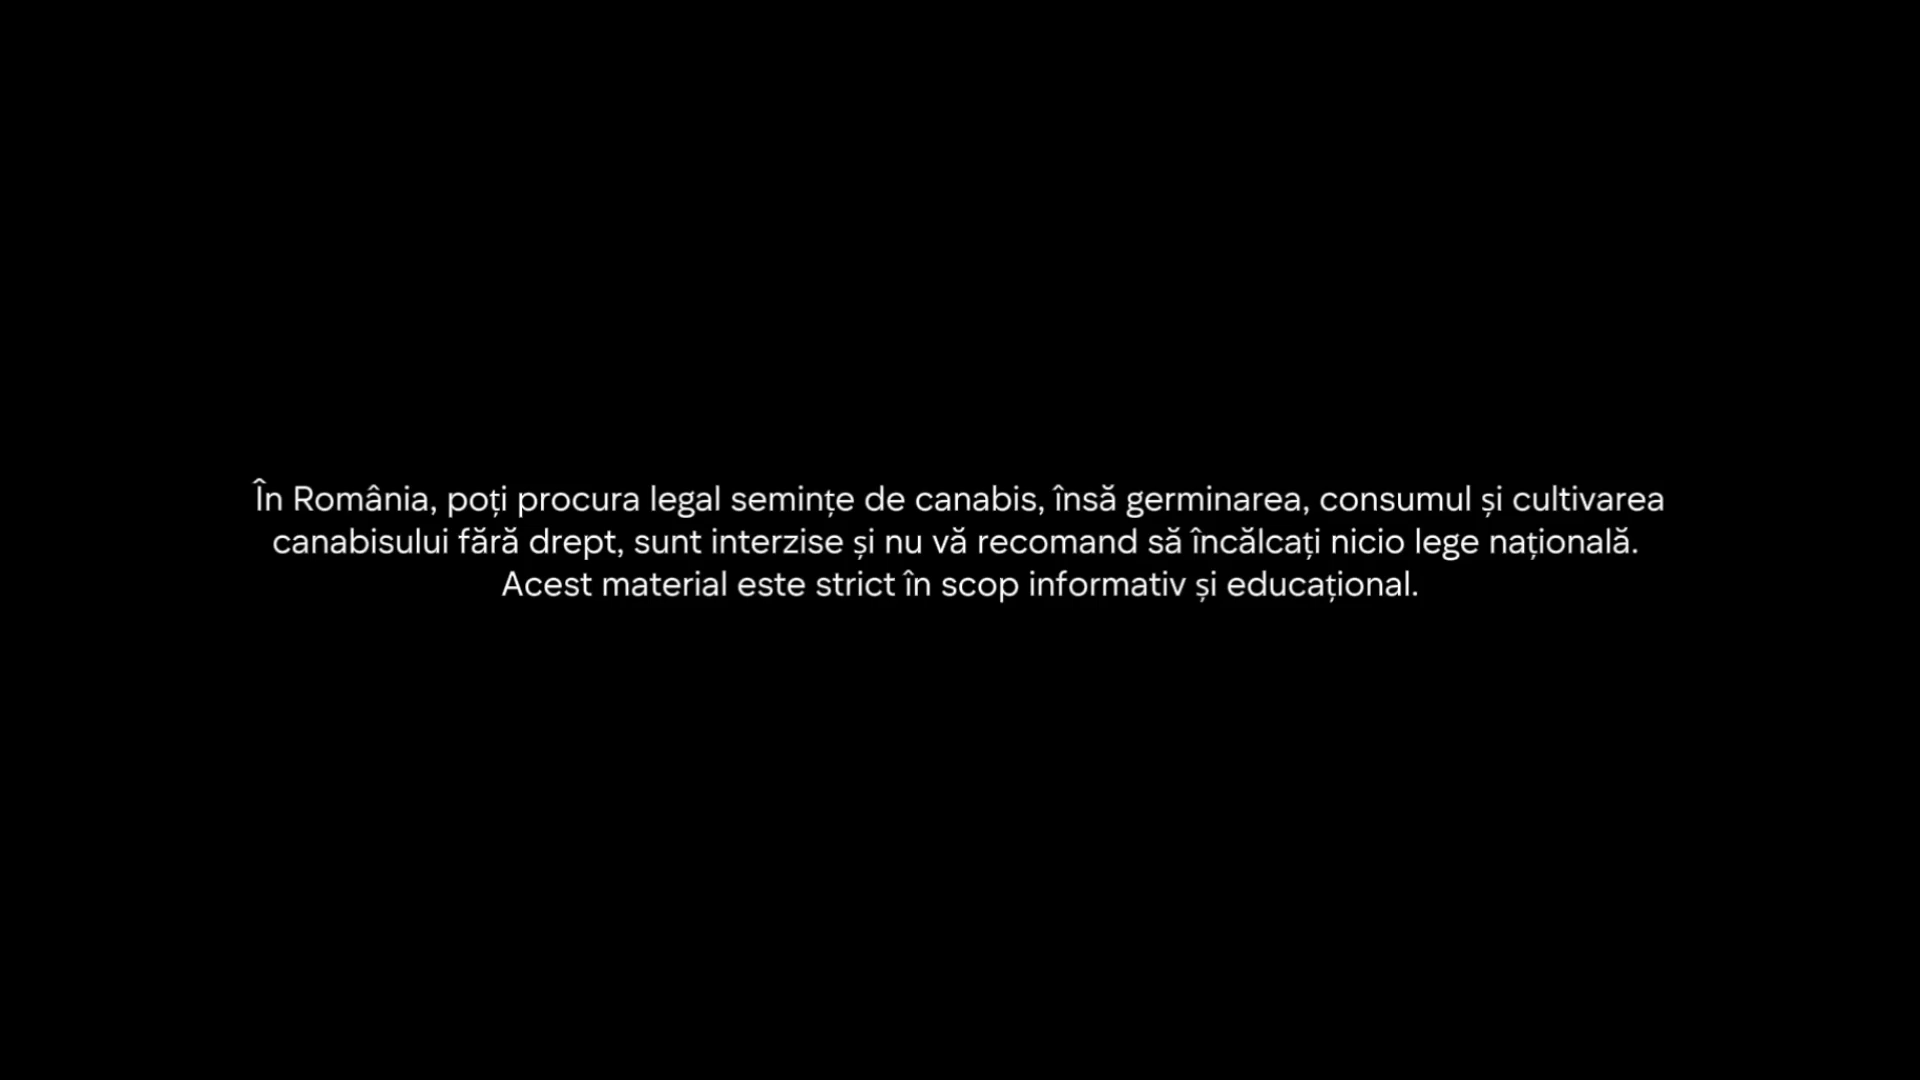 În România, poți procura legal semințe de canabis, însă germinarea, consumul și cultivarea
canabisului fără drept, sunt interzise și nu vă recomand să încălcați nicio lege națională.
Acest material este strict în scop informativ și educațional.